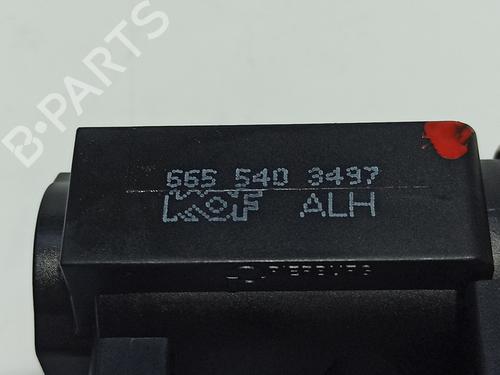 B-PARTS
665 540 3497
KOF ALH
PIERBURG